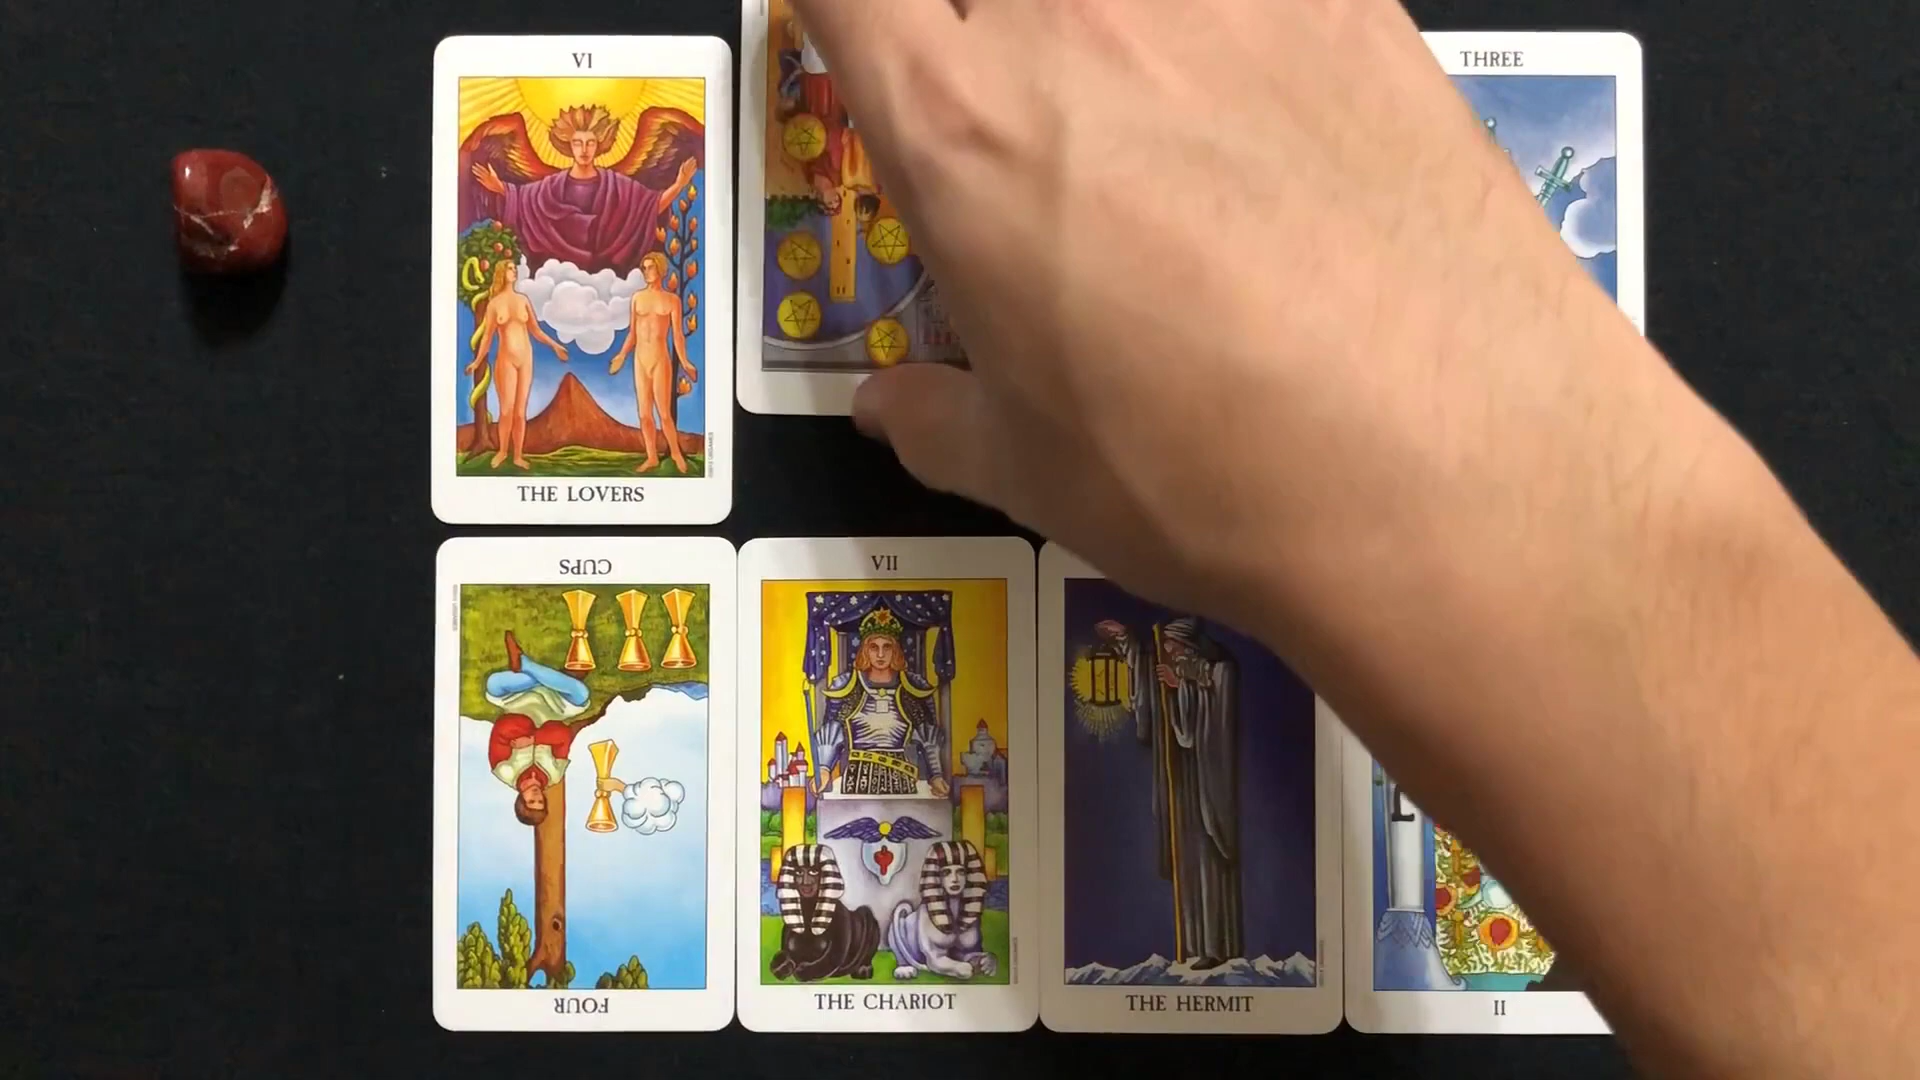 VI
THE LOVERS
THREE
CUPS
FOUR
VII
THE CHARIOT
THE HERMIT
II